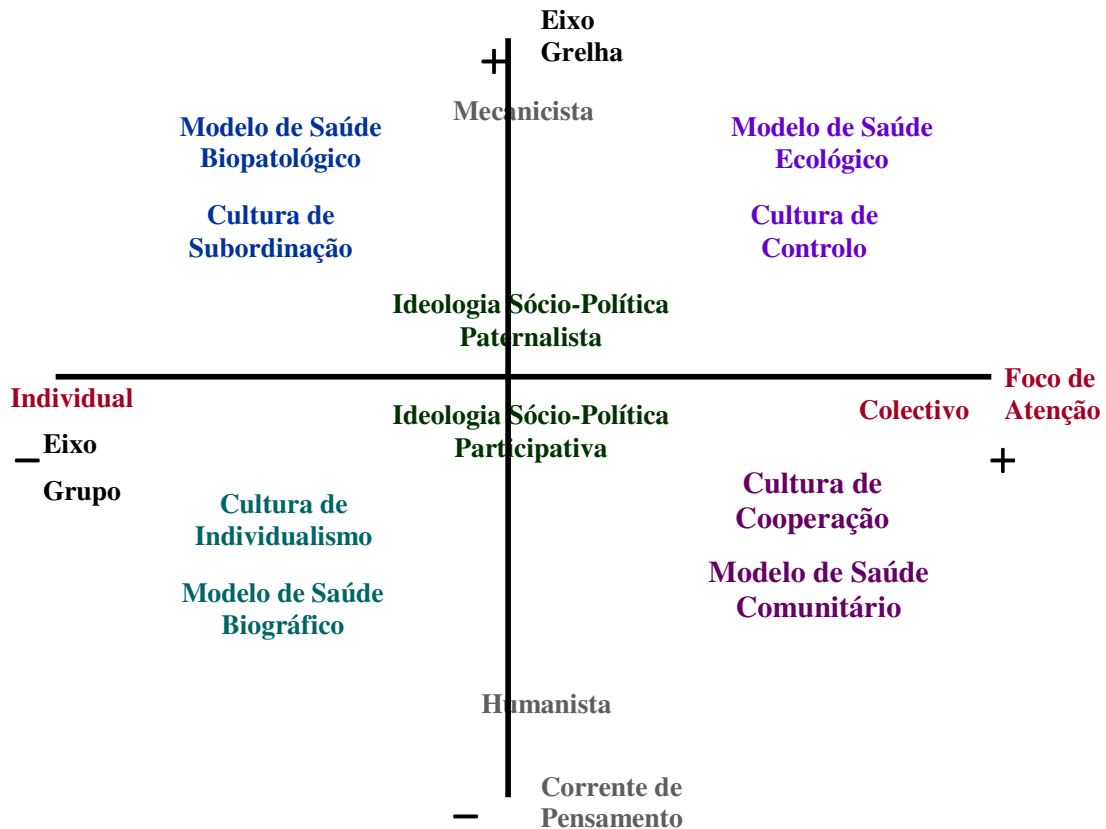 Eixo
Grelha
+
Mecanicista
Modelo de Saúde
Biopatológico
Modelo de Saúde
Ecológico
Cultura de
Subordinação
Cultura de
Controlo
Ideologia Sócio-Política
Paternalista
Individual
Colectivo
Foco de
Atenção
Ideologia Sócio-Política
Participativa
Eixo
Grupo
−
+
Cultura de
Individualismo
Cultura de
Cooperação
Modelo de Saúde
Biográfico
Modelo de Saúde
Comunitário
Humanista
−
Corrente de
Pensamento